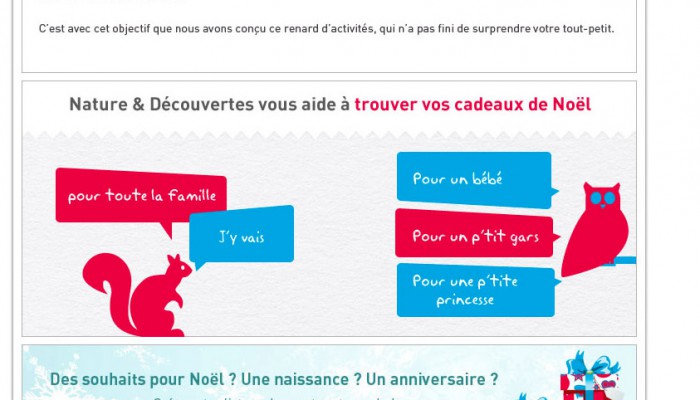 C'est avec cet objectif que nous avons conçu ce renard d'activités, qui n'a pas fini de surprendre votre tout-petit.
Nature & Découvertes vous aide à trouver vos cadeaux de Noël
pour toute la famille
J'y vais
Pour un bébé
Pour un p'tit gars
Pour une p'tite
princesse
Des souhaits pour Noël ? Une naissance ? Un anniversaire ?